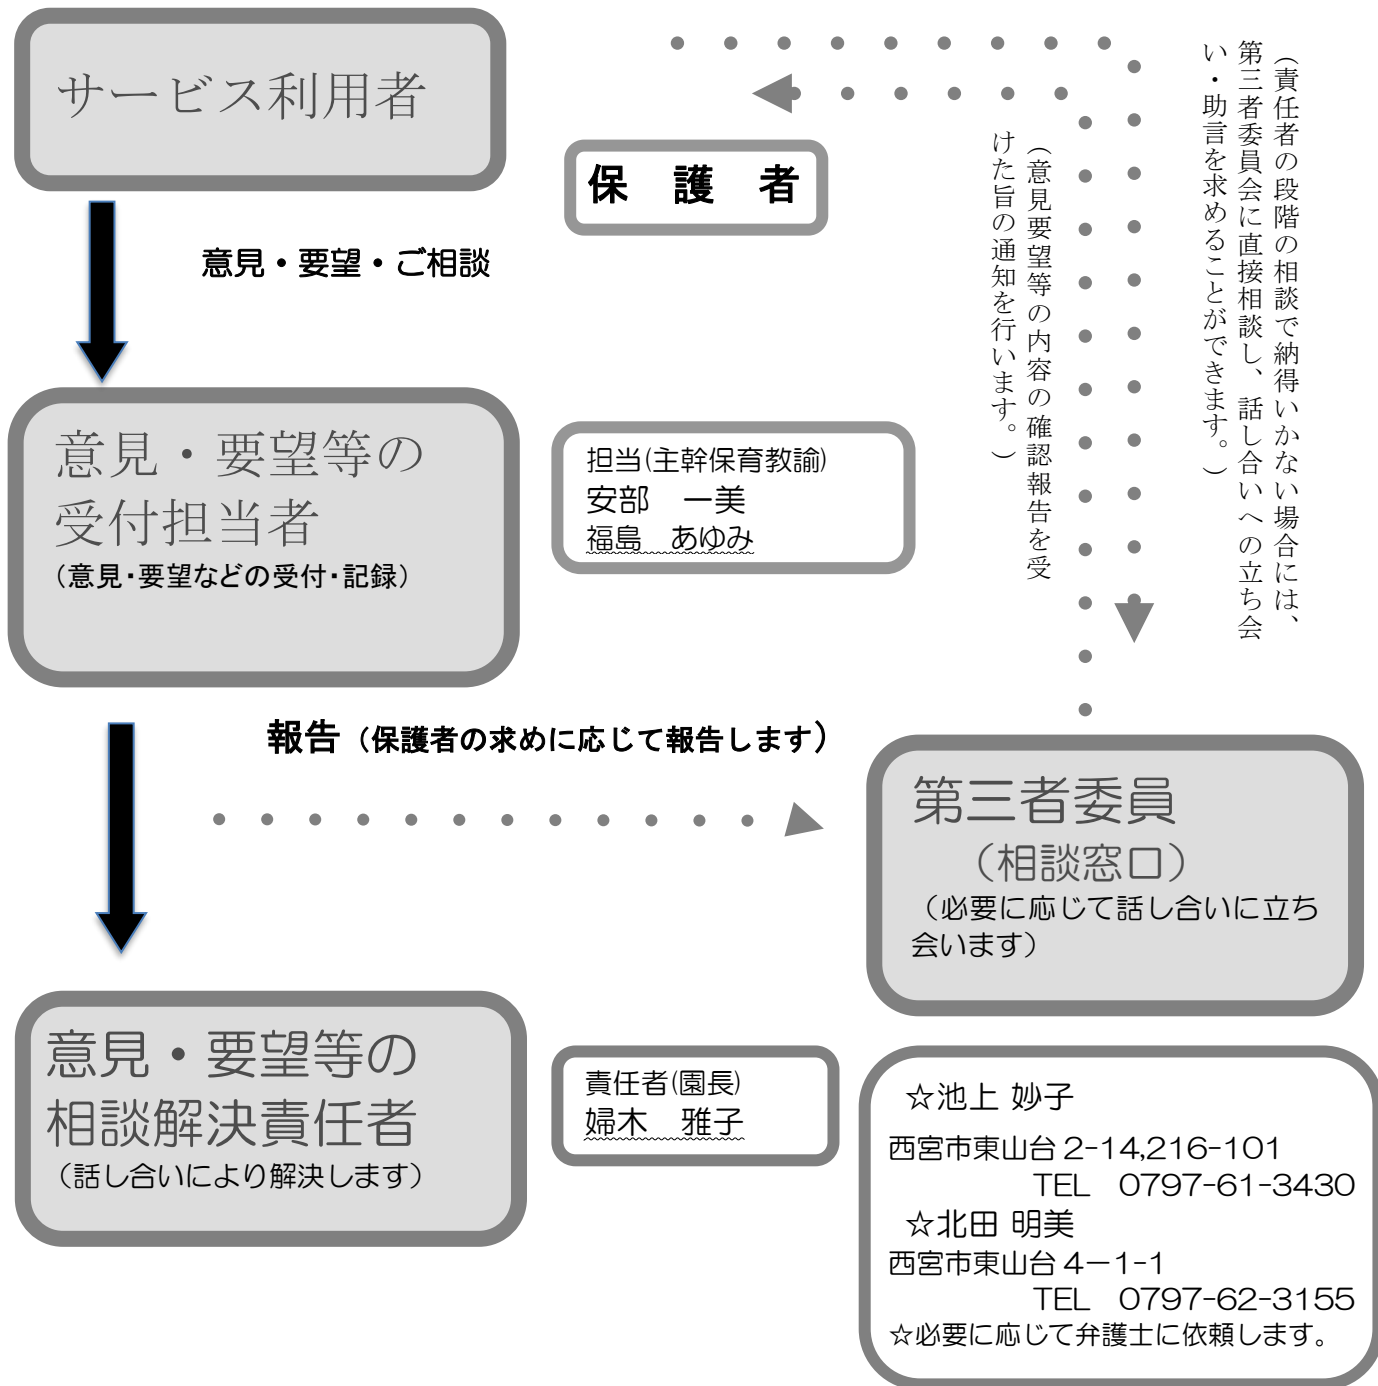 サービス利用者
保　護　者
意見・要望・ご相談
（責任者の段階の相談で納得いかない場合には、
第三者委員会に直接相談し、話し合いへの立ち会
い・助言を求めることができます。）
（意見要望等の内容の確認報告を受
けた旨の通知を行います。）
意見・要望等の
受付担当者
（意見・要望などの受付・記録）
担当(主幹保育教諭)
安部　一美
福島　あゆみ
報告（保護者の求めに応じて報告します）
第三者委員
（相談窓口）
（必要に応じて話し合いに立ち
会います）
意見・要望等の
相談解決責任者
（話し合いにより解決します）
責任者(園長)
婦木　雅子
☆池上 妙子
西宮市東山台 2-14,216-101
TEL　0797-61-3430
☆北田 明美
西宮市東山台 4－1-1
TEL　0797-62-3155
☆必要に応じて弁護士に依頼します。